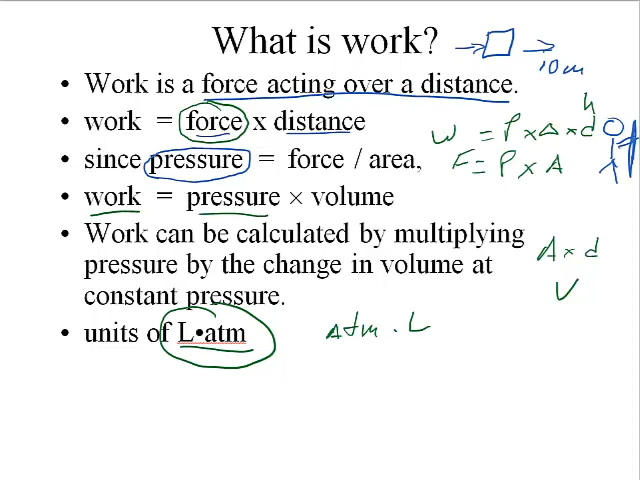 What is work?
10m
• Work is a force acting over a distance.
• work = force x distance
h
W = P x A x d
• since pressure = force / area,
F = P x A
• work = pressure × volume
• Work can be calculated by multiplying
pressure by the change in volume at
constant pressure.
A x d
V
• units of L•atm
Atm . L